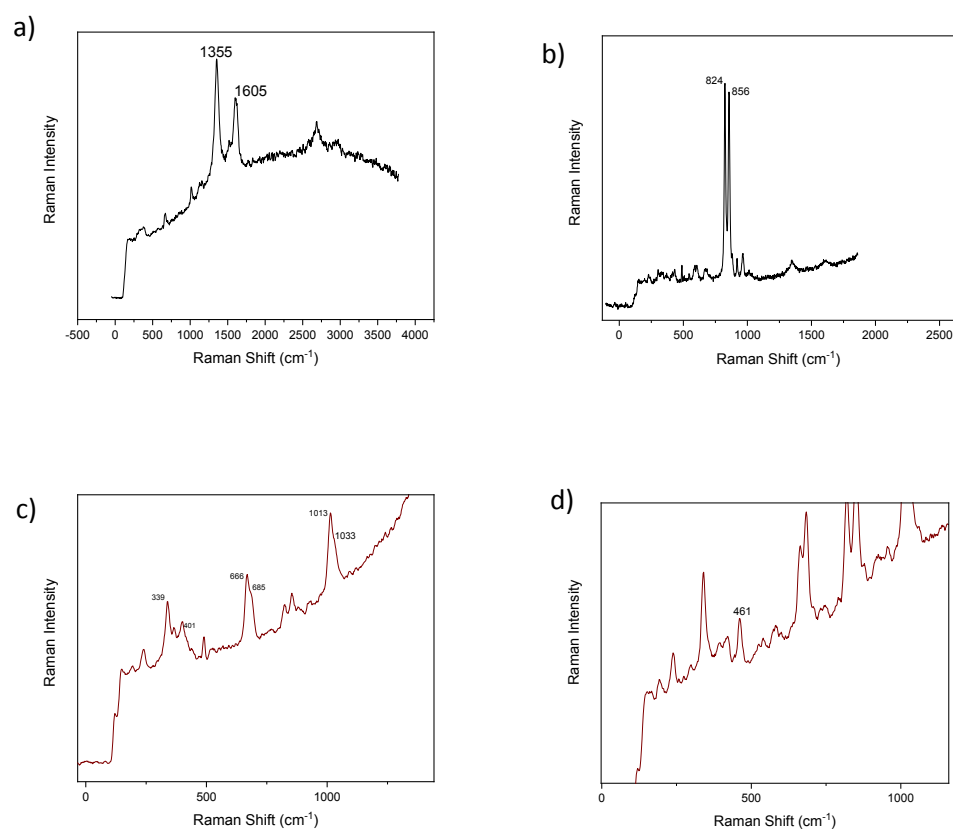 a)
1355
1605
Raman Intensity
-500 0 500 1000 1500 2000 2500 3000 3500 4000
Raman Shift (cm⁻¹)
b)
824
856
Raman Intensity
0 500 1000 1500 2000 2500
Raman Shift (cm⁻¹)
c)
1013
1033
666
685
339
401
Raman Intensity
0 500 1000
Raman Shift (cm⁻¹)
d)
461
Raman Intensity
0 500 1000
Raman Shift (cm⁻¹)